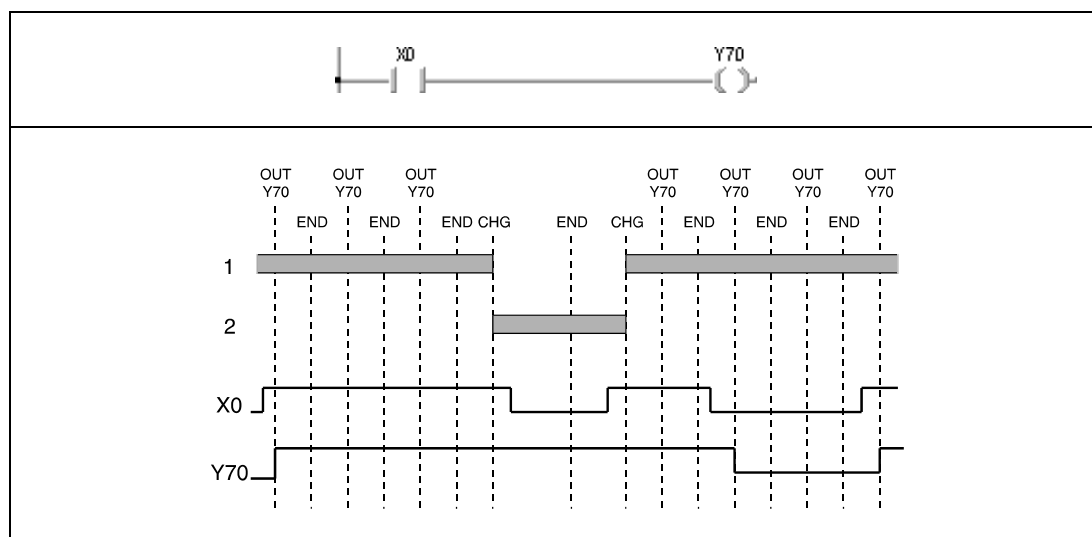 X0 Y70
OUT OUT OUT OUT OUT OUT OUT
Y70 Y70 Y70 Y70 Y70 Y70 Y70
END END END CHG END CHG END END END
1
2
X0
Y70